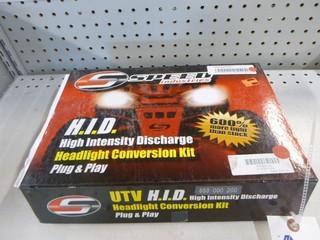 SPEED
Industries
H.I.D.
High Intensity Discharge
Headlight Conversion Kit
Plug & Play
600%
more light
than stock
UTV H.I.D. High Intensity Discharge
Headlight Conversion Kit
Plug & Play